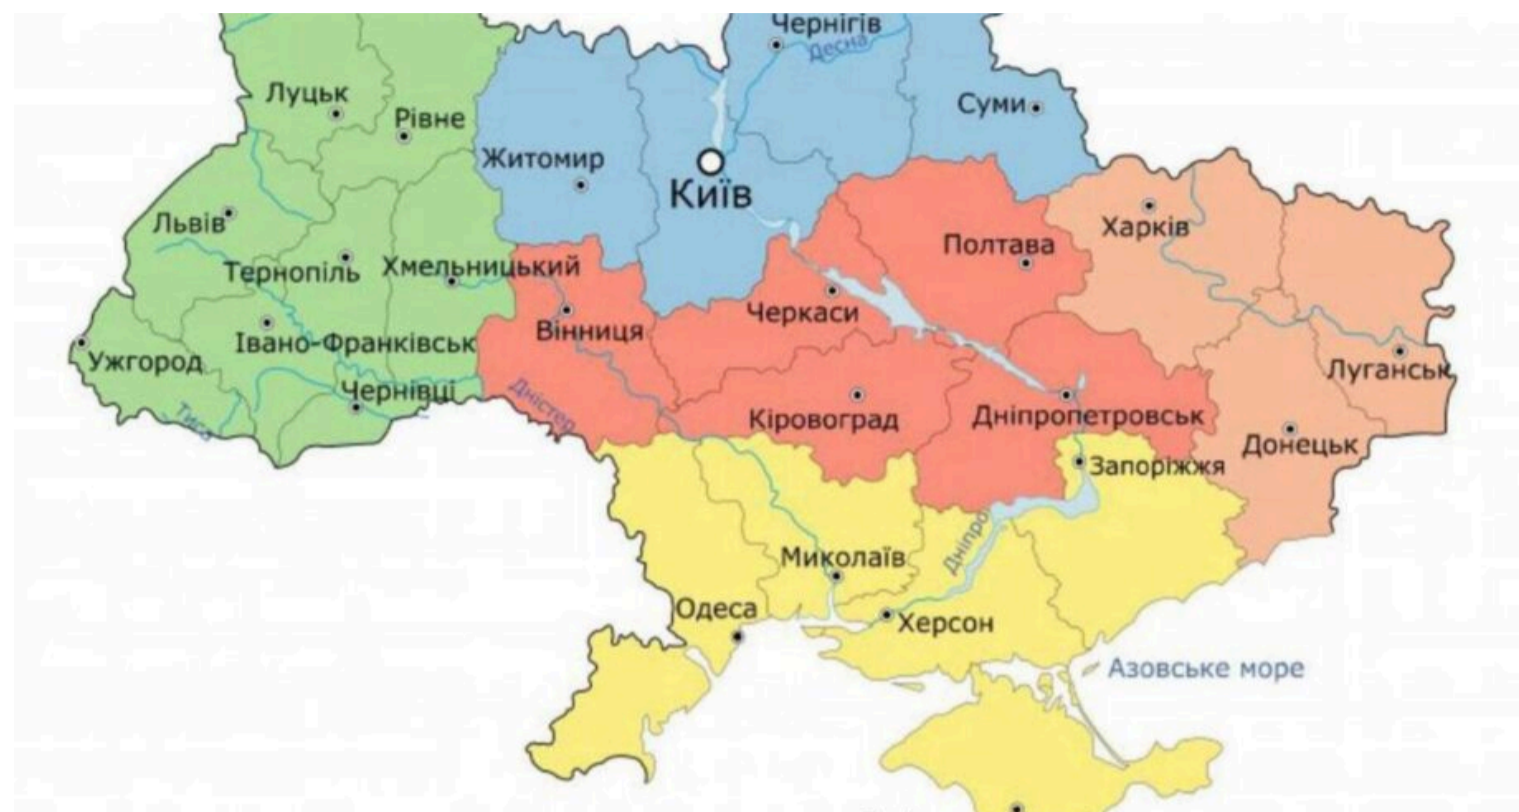 Чернігів
Десна
Луцьк
Суми
Рівне
Житомир
Київ
Львів
Харків
Полтава
Тернопіль
Хмельницький
Черкаси
Вінниця
Івано-Франківськ
Ужгород
Луганськ
Чернівці
Дністер
Тиса
Кіровоград
Дніпропетровськ
Донецьк
Запоріжжя
Дніпро
Миколаїв
Одеса
Херсон
Азовське море